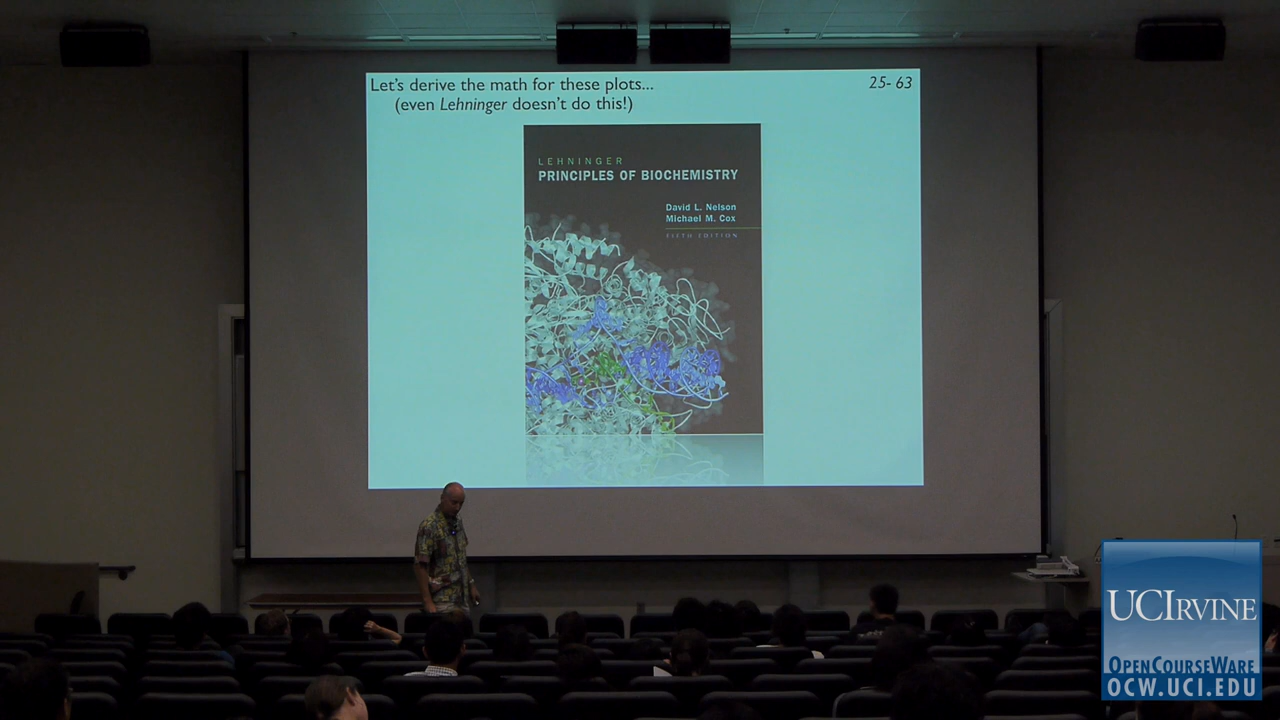 Let's derive the math for these plots...
25- 63
(even Lehninger doesn't do this!)
LEHNINGER
PRINCIPLES OF BIOCHEMISTRY
David L. Nelson
Michael M. Cox
FIFTH EDITION
UCIRVINE
OPENCOURSEWARE
OCW.UCI.EDU